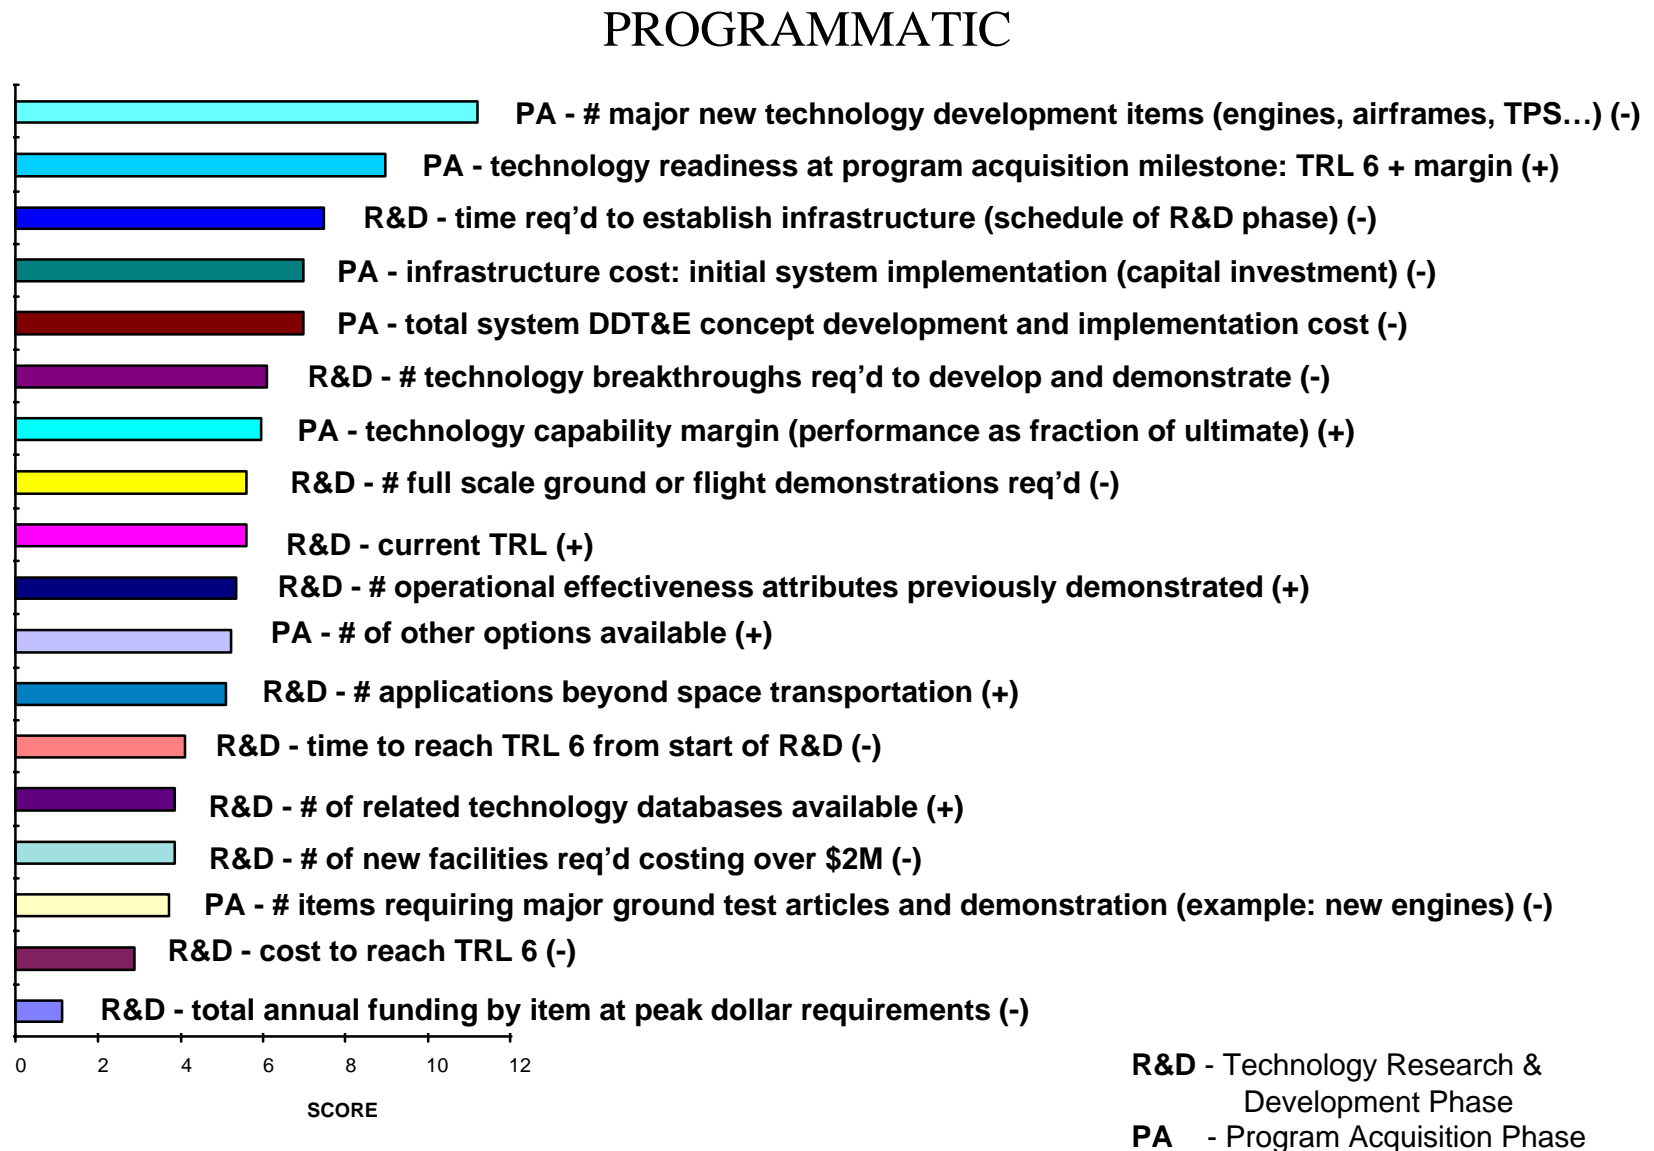 PROGRAMMATIC
PA - # major new technology development items (engines, airframes, TPS…) (-)
PA - technology readiness at program acquisition milestone: TRL 6 + margin (+)
R&D - time req’d to establish infrastructure (schedule of R&D phase) (-)
PA - infrastructure cost: initial system implementation (capital investment) (-)
PA - total system DDT&E concept development and implementation cost (-)
R&D - # technology breakthroughs req’d to develop and demonstrate (-)
PA - technology capability margin (performance as fraction of ultimate) (+)
R&D - # full scale ground or flight demonstrations req’d (-)
R&D - current TRL (+)
R&D - # operational effectiveness attributes previously demonstrated (+)
PA - # of other options available (+)
R&D - # applications beyond space transportation (+)
R&D - time to reach TRL 6 from start of R&D (-)
R&D - # of related technology databases available (+)
R&D - # of new facilities req’d costing over $2M (-)
PA - # items requiring major ground test articles and demonstration (example: new engines) (-)
R&D - cost to reach TRL 6 (-)
R&D - total annual funding by item at peak dollar requirements (-)
0 2 4 6 8 10 12
SCORE
R&D - Technology Research &
Development Phase
PA - Program Acquisition Phase